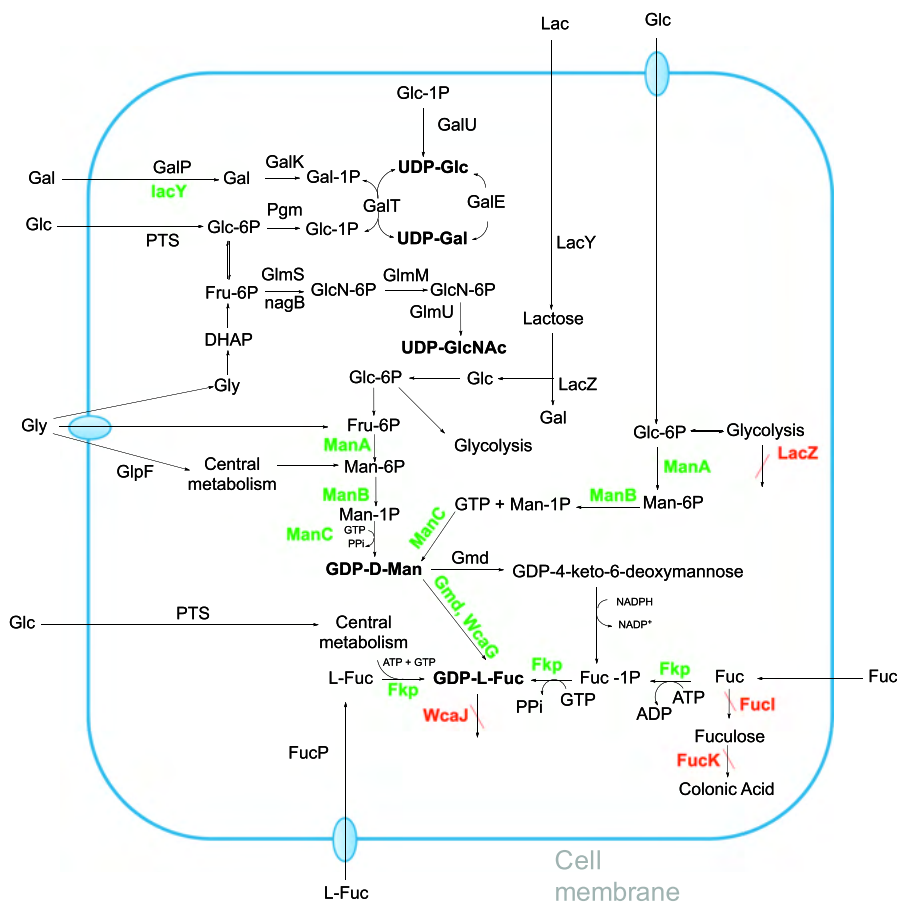 Lac
Glc
Glc-1P
GalU
Gal
GalP
lacY
Gal
GalK
Gal-1P
UDP-Glc
GalT
GalE
Glc
PTS
Glc-6P
Pgm
Glc-1P
UDP-Gal
LacY
Fru-6P
GlmS
nagB
GlcN-6P
GlmM
GlcN-6P
GlmU
DHAP
UDP-GlcNAc
Lactose
Gly
Glc-6P
Glc
LacZ
Gal
Gly
Fru-6P
Glycolysis
Glc-6P
Glycolysis
ManA
LacZ
GlpF
Central
metabolism
Man-6P
ManA
ManB
Man-1P
GTP + Man-1P
ManB
Man-6P
ManC
GTP
PPi
ManC
GDP-D-Man
Gmd
GDP-4-keto-6-deoxymannose
Gmd, WcaG
NADPH
NADP+
Glc
PTS
Central
metabolism
ATP + GTP
L-Fuc
Fkp
GDP-L-Fuc
Fkp
PPi
GTP
Fuc -1P
Fkp
ADP
ATP
Fuc
Fuc
WcaJ
FucI
Fuculose
FucK
Colonic Acid
FucP
L-Fuc
Cell
membrane